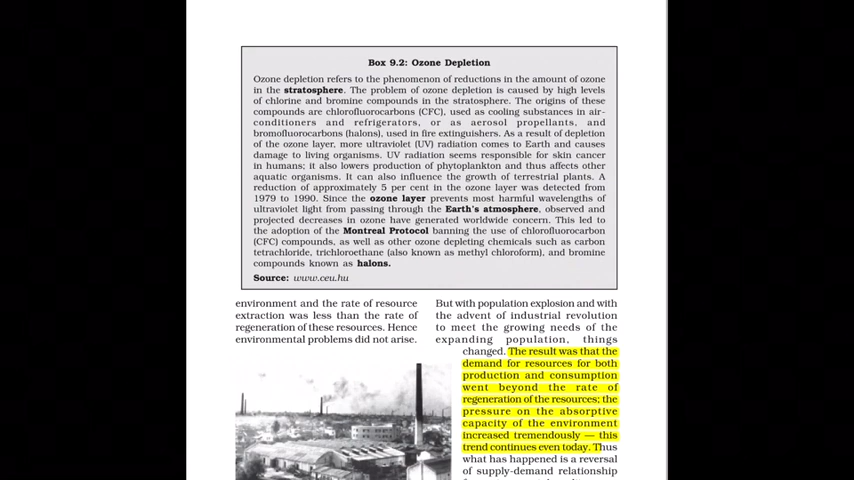 Box 9.2: Ozone Depletion
Ozone depletion refers to the phenomenon of reductions in the amount of ozone
in the stratosphere. The problem of ozone depletion is caused by high levels
of chlorine and bromine compounds in the stratosphere. The origins of these
compounds are chlorofluorocarbons (CFC), used as cooling substances in air-
conditioners and refrigerators, or as aerosol propellants, and
bromofluorocarbons (halons), used in fire extinguishers. As a result of depletion
of the ozone layer, more ultraviolet (UV) radiation comes to Earth and causes
damage to living organisms. UV radiation seems responsible for skin cancer
in humans; it also lowers production of phytoplankton and thus affects other
aquatic organisms. It can also influence the growth of terrestrial plants. A
reduction of approximately 5 per cent in the ozone layer was detected from
1979 to 1990. Since the ozone layer prevents most harmful wavelengths of
ultraviolet light from passing through the Earth's atmosphere, observed and
projected decreases in ozone have generated worldwide concern. This led to
the adoption of the Montreal Protocol banning the use of chlorofluorocarbon
(CFC) compounds, as well as other ozone depleting chemicals such as carbon
tetrachloride, trichloroethane (also known as methyl chloroform), and bromine
compounds known as halons.
Source: www.ceu.hu
environment and the rate of resource
extraction was less than the rate of
regeneration of these resources. Hence
environmental problems did not arise.
But with population explosion and with
the advent of industrial revolution
to meet the growing needs of the
expanding population, things
changed. The result was that the
demand for resources for both
production and consumption
went beyond the rate of
regeneration of the resources; the
pressure on the absorptive
capacity of the environment
increased tremendously — this
trend continues even today. Thus
what has happened is a reversal
of supply-demand relationship